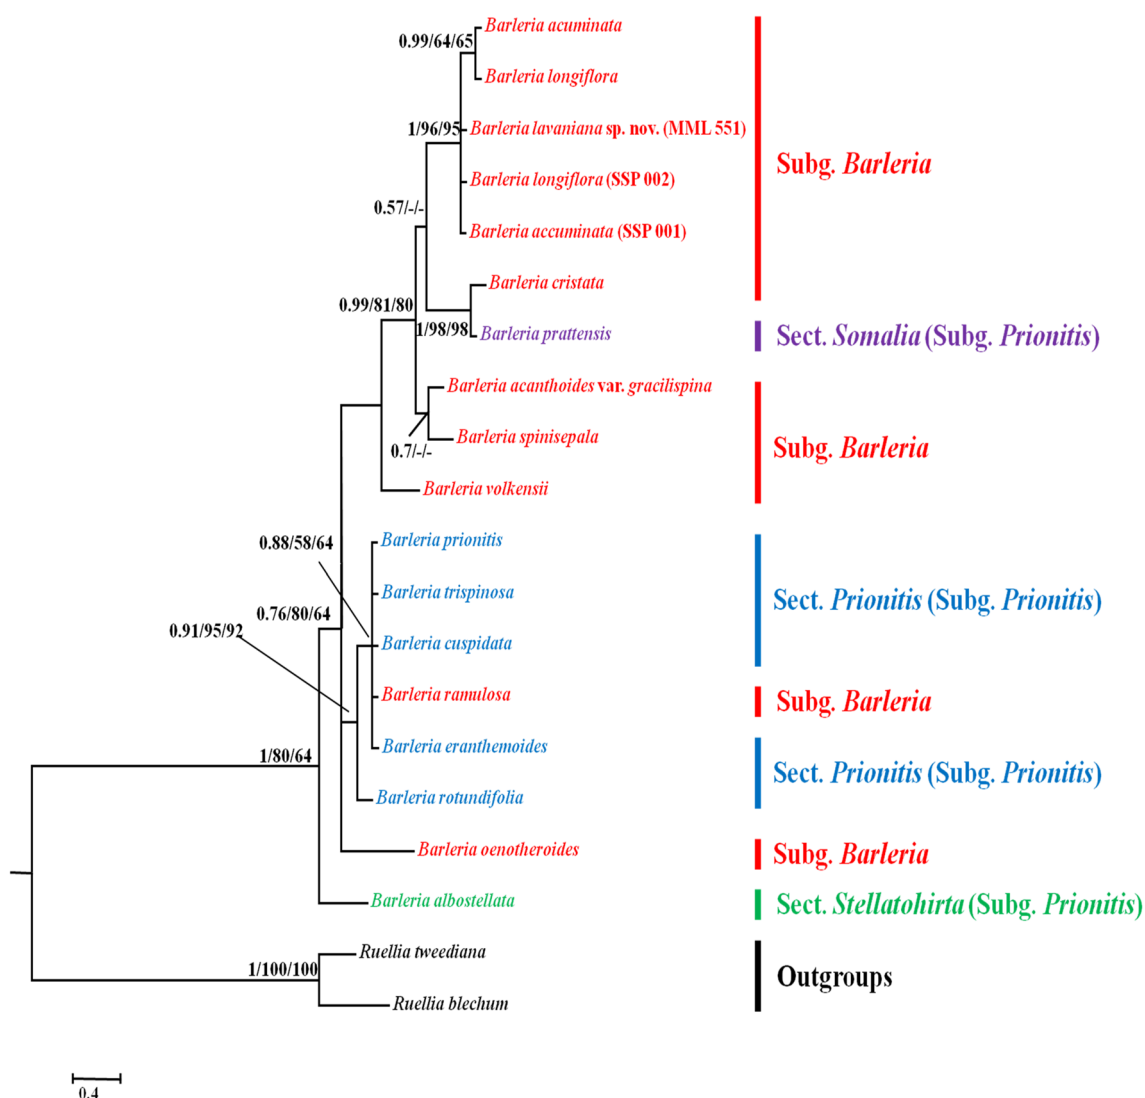 Barleria acuminata
0.99/64/65
Barleria longiflora
1/96/95
Barleria lavaniana sp. nov. (MML 551)
Subg. Barleria
Barleria longiflora (SSP 002)
0.57/-/-
Barleria accuminata (SSP 001)
Barleria cristata
0.99/81/80
1/98/98
Barleria prattensis
Sect. Somalia (Subg. Prionitis)
Barleria acanthoides var. gracilispina
Barleria spinisepala
Subg. Barleria
0.7/-/-
Barleria volkensii
0.88/58/64
Barleria prionitis
Barleria trispinosa
Sect. Prionitis (Subg. Prionitis)
0.76/80/64
0.91/95/92
Barleria cuspidata
Barleria ramulosa
Subg. Barleria
Barleria eranthemoides
1/80/64
Sect. Prionitis (Subg. Prionitis)
Barleria rotundifolia
Barleria oenotheroides
Subg. Barleria
Barleria albostellata
Sect. Stellatohirta (Subg. Prionitis)
Ruellia tweediana
1/100/100
Outgroups
Ruellia blechum
0.4